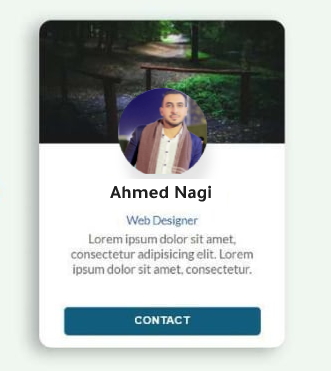 Ahmed Nagi
Web Designer
Lorem ipsum dolor sit amet,
consectetur adipisicing elit. Lorem
ipsum dolor sit amet, consectetur.
CONTACT